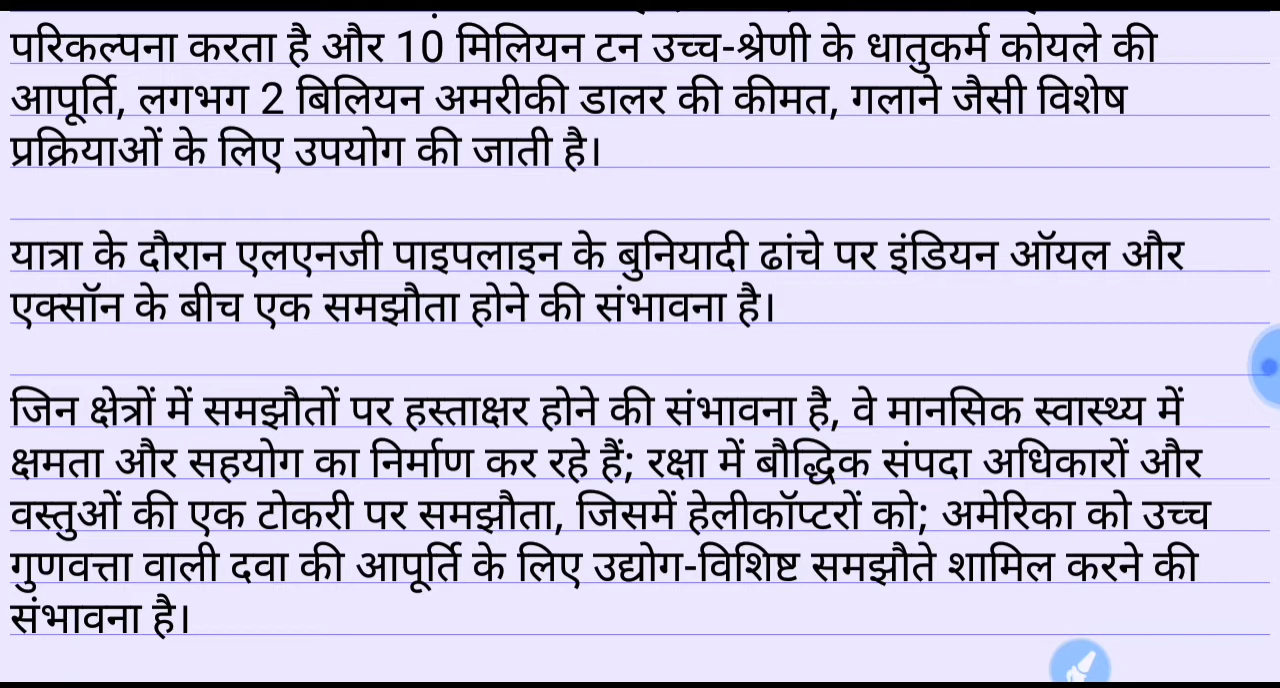 परिकल्पना करता है और 10 मिलियन टन उच्च-श्रेणी के धातुकर्म कोयले की
आपूर्ति, लगभग 2 बिलियन अमरीकी डालर की कीमत, गलाने जैसी विशेष
प्रक्रियाओं के लिए उपयोग की जाती है।
यात्रा के दौरान एलएनजी पाइपलाइन के बुनियादी ढांचे पर इंडियन ऑयल और
एक्सॉन के बीच एक समझौता होने की संभावना है।
जिन क्षेत्रों में समझौतों पर हस्ताक्षर होने की संभावना है, वे मानसिक स्वास्थ्य में
क्षमता और सहयोग का निर्माण कर रहे हैं; रक्षा में बौद्धिक संपदा अधिकारों और
वस्तुओं की एक टोकरी पर समझौता, जिसमें हेलीकॉप्टरों को; अमेरिका को उच्च
गुणवत्ता वाली दवा की आपूर्ति के लिए उद्योग-विशिष्ट समझौते शामिल करने की
संभावना है।